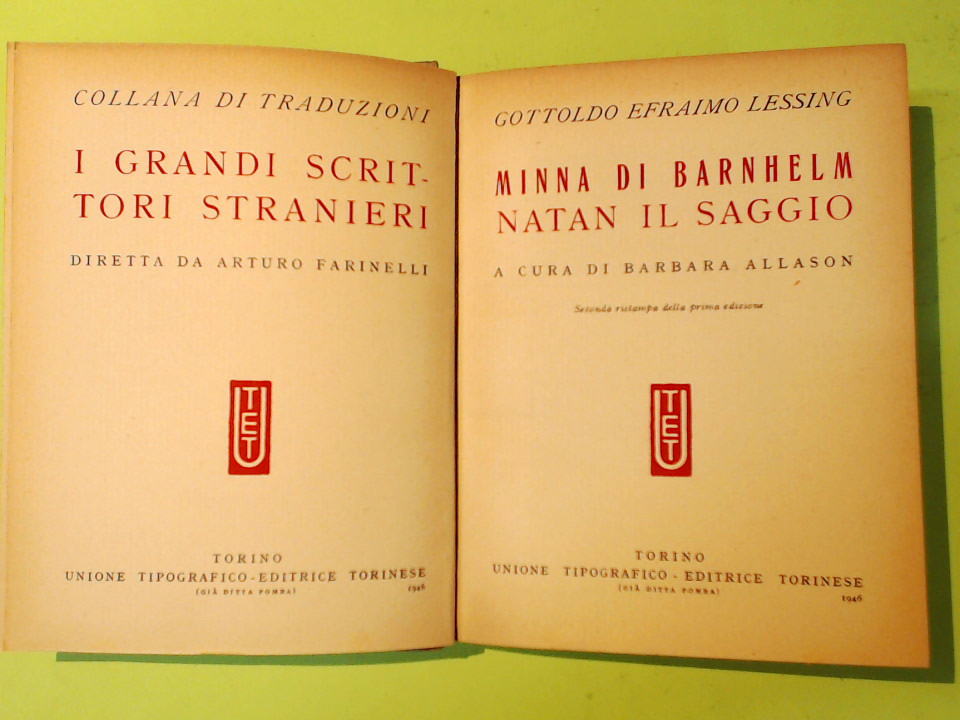 COLLANA DI TRADUZIONI
I GRANDI SCRIT-
TORI STRANIERI
DIRETTA DA ARTURO FARINELLI
UTET
TORINO
UNIONE TIPOGRAFICO-EDITRICE TORINESE
(GIÀ DITTA POMBA)
1946
GOTTOLDO EFRAIMO LESSING
MINNA DI BARNHELM
NATAN IL SAGGIO
A CURA DI BARBARA ALLASON
Seconda ristampa della prima edizione
UTET
TORINO
UNIONE TIPOGRAFICO-EDITRICE TORINESE
(GIÀ DITTA POMBA)
1946